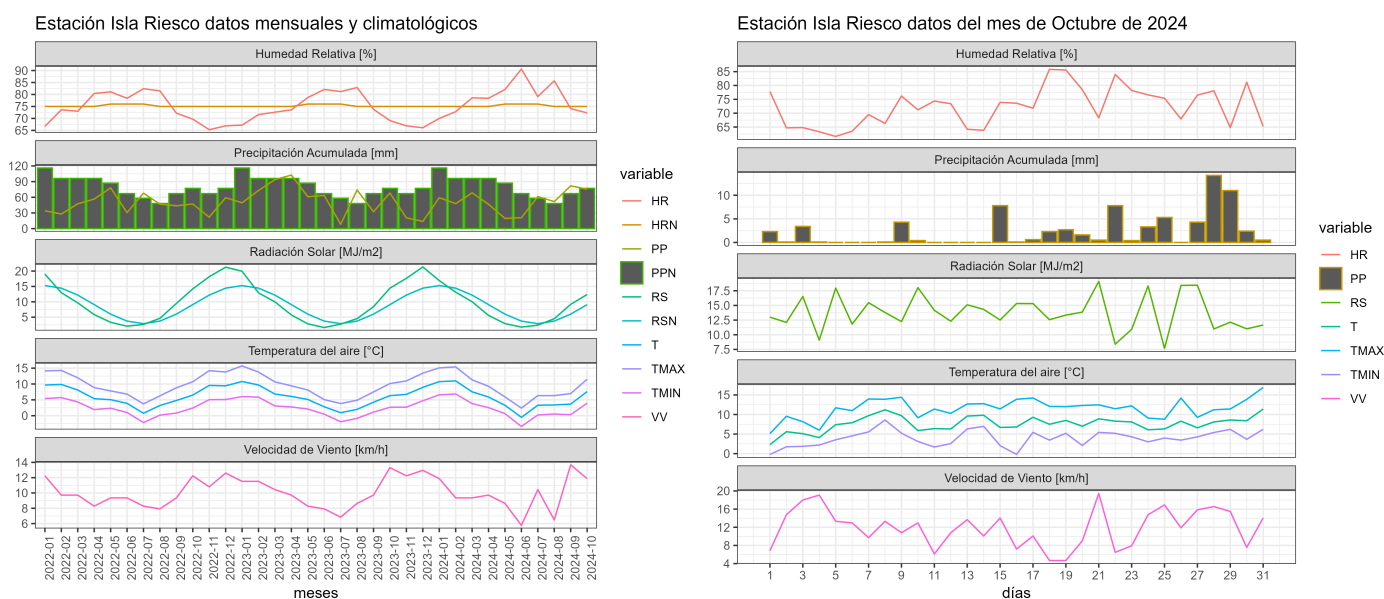 Estación Isla Riesco datos mensuales y climatológicos
Humedad Relativa [%]
90
85
80
75
70
65
Precipitación Acumulada [mm]
120
90
60
30
0
Radiación Solar [MJ/m2]
20
15
10
5
Temperatura del aire [°C]
15
10
5
0
Velocidad de Viento [km/h]
14
12
10
8
6
2022-01
2022-02
2022-03
2022-04
2022-05
2022-06
2022-07
2022-08
2022-09
2022-10
2022-11
2022-12
2023-01
2023-02
2023-03
2023-04
2023-05
2023-06
2023-07
2023-08
2023-09
2023-10
2023-11
2023-12
2024-01
2024-02
2024-03
2024-04
2024-05
2024-06
2024-07
2024-08
2024-09
2024-10
meses
variable
HR
HRN
PP
PPN
RS
RSN
T
TMAX
TMIN
VV
Estación Isla Riesco datos del mes de Octubre de 2024
Humedad Relativa [%]
85
80
75
70
65
Precipitación Acumulada [mm]
10
5
0
Radiación Solar [MJ/m2]
17.5
15.0
12.5
10.0
7.5
Temperatura del aire [°C]
15
10
5
0
Velocidad de Viento [km/h]
20
16
12
8
4
1 3 5 7 9 11 13 15 17 19 21 23 25 27 29 31
días
variable
HR
PP
RS
T
TMAX
TMIN
VV